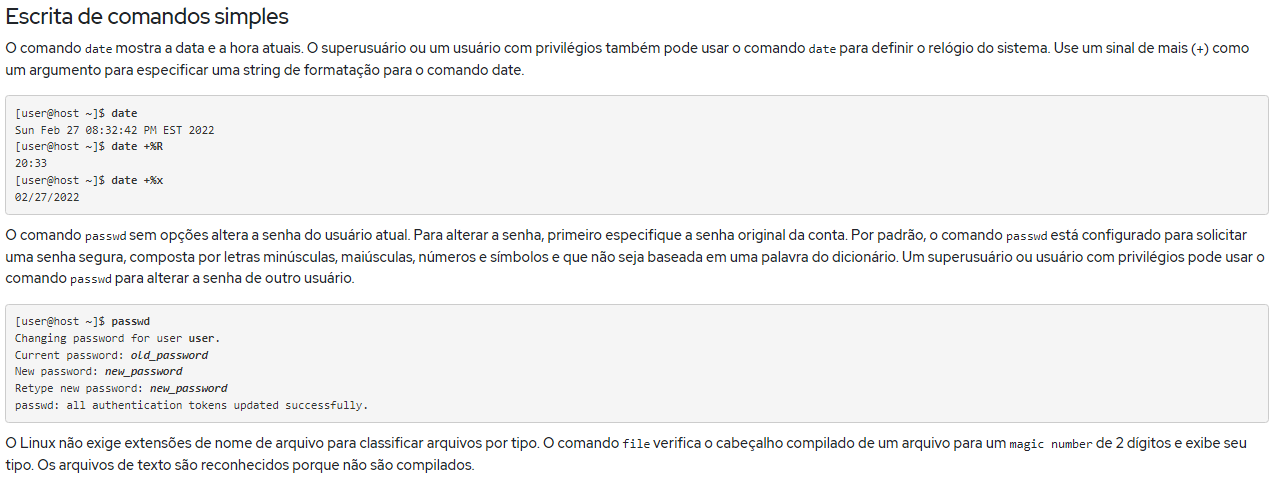 Escrita de comandos simples
O comando date mostra a data e a hora atuais. O superusuário ou um usuário com privilégios também pode usar o comando date para definir o relógio do sistema. Use um sinal de mais (+) como
um argumento para especificar uma string de formatação para o comando date.
[user@host ~]$ date
Sun Feb 27 08:32:42 PM EST 2022
[user@host ~]$ date +%R
20:33
[user@host ~]$ date +%x
02/27/2022
O comando passwd sem opções altera a senha do usuário atual. Para alterar a senha, primeiro especifique a senha original da conta. Por padrão, o comando passwd está configurado para solicitar
uma senha segura, composta por letras minúsculas, maiúsculas, números e símbolos e que não seja baseada em uma palavra do dicionário. Um superusuário ou usuário com privilégios pode usar o
comando passwd para alterar a senha de outro usuário.
[user@host ~]$ passwd
Changing password for user user.
Current password: old_password
New password: new_password
Retype new password: new_password
passwd: all authentication tokens updated successfully.
O Linux não exige extensões de nome de arquivo para classificar arquivos por tipo. O comando file verifica o cabeçalho compilado de um arquivo para um magic number de 2 dígitos e exibe seu
tipo. Os arquivos de texto são reconhecidos porque não são compilados.